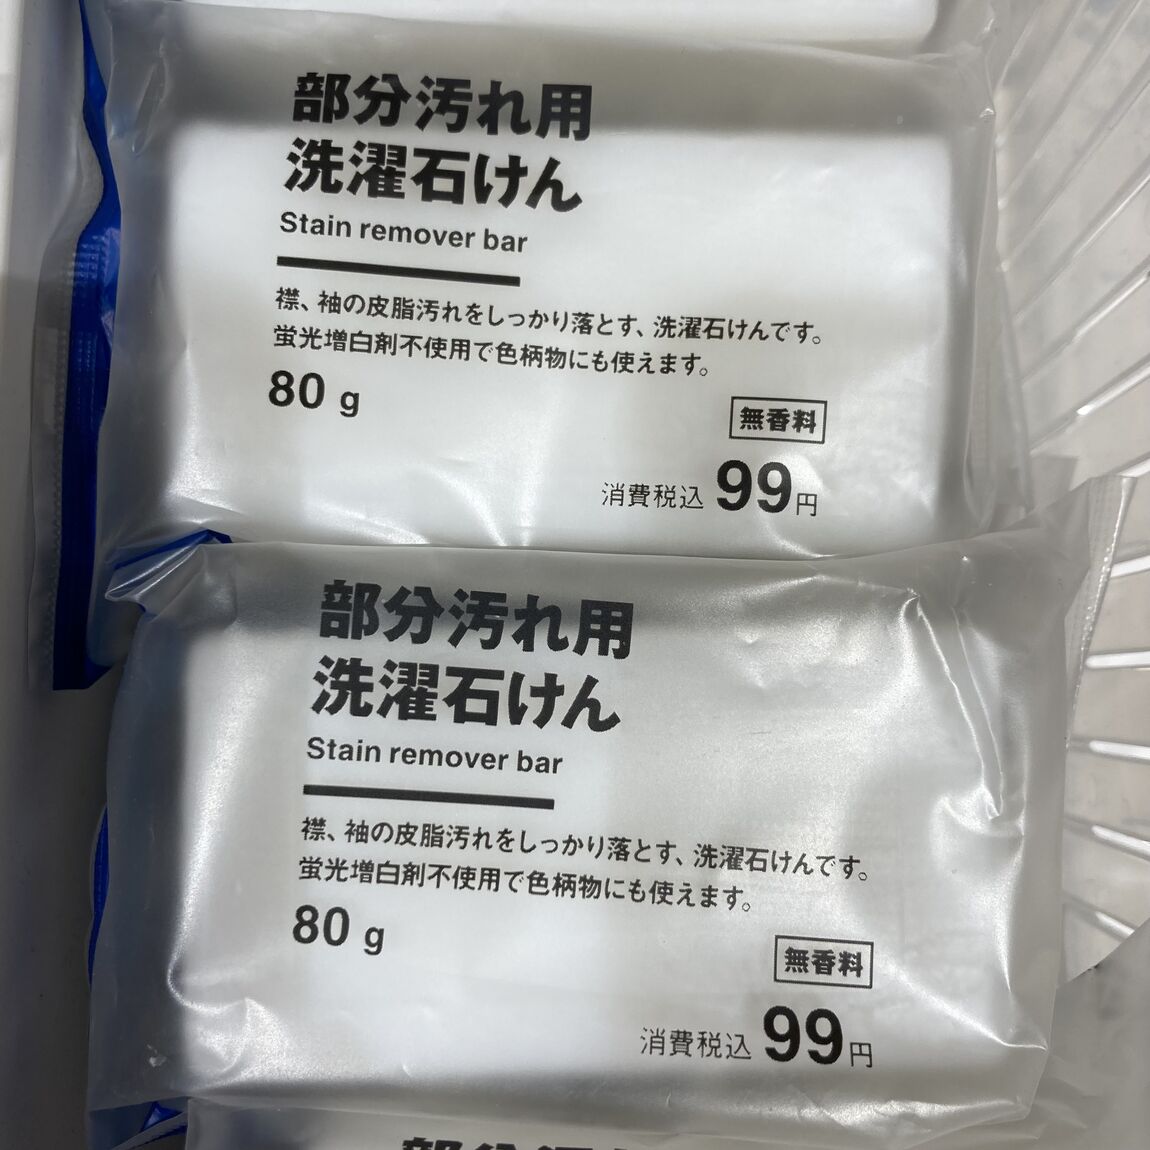 部分汚れ用
洗濯石けん
Stain remover bar
襟、袖の皮脂汚れをしっかり落とす、洗濯石けんです。
蛍光増白剤不使用で色柄物にも使えます。
80 g
無香料
消費税込 99円
部分汚れ用
洗濯石けん
Stain remover bar
襟、袖の皮脂汚れをしっかり落とす、洗濯石けんです。
蛍光増白剤不使用で色柄物にも使えます。
80 g
無香料
消費税込 99円